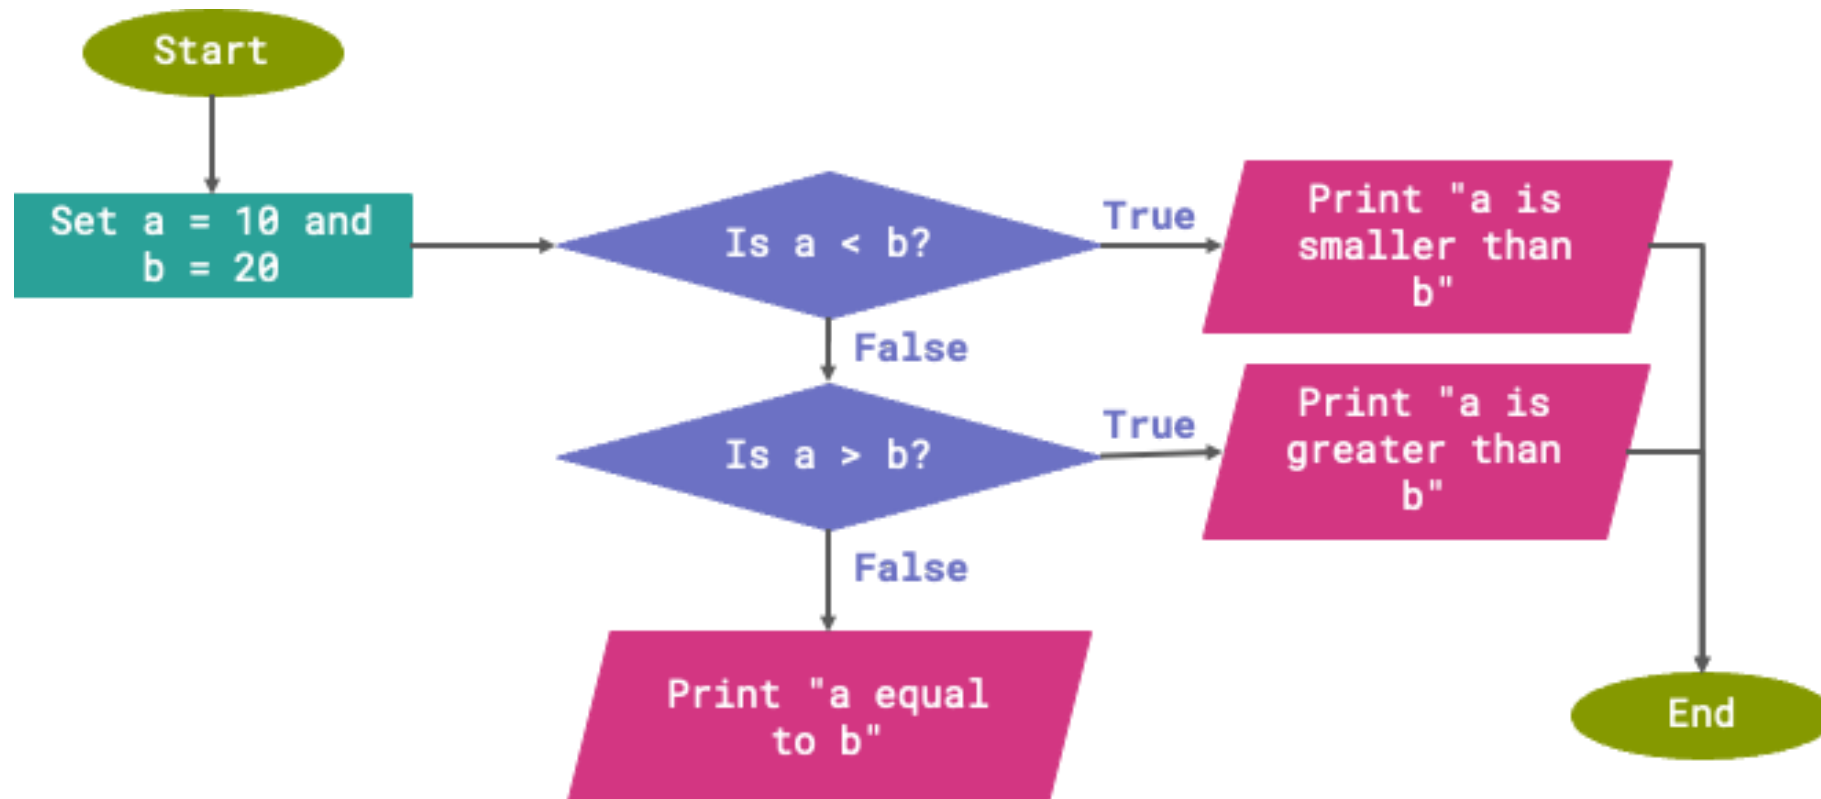 Start
Set a = 10 and
b = 20
Is a < b?
True
Print "a is
smaller than
b"
False
Is a > b?
True
Print "a is
greater than
b"
False
Print "a equal
to b"
End